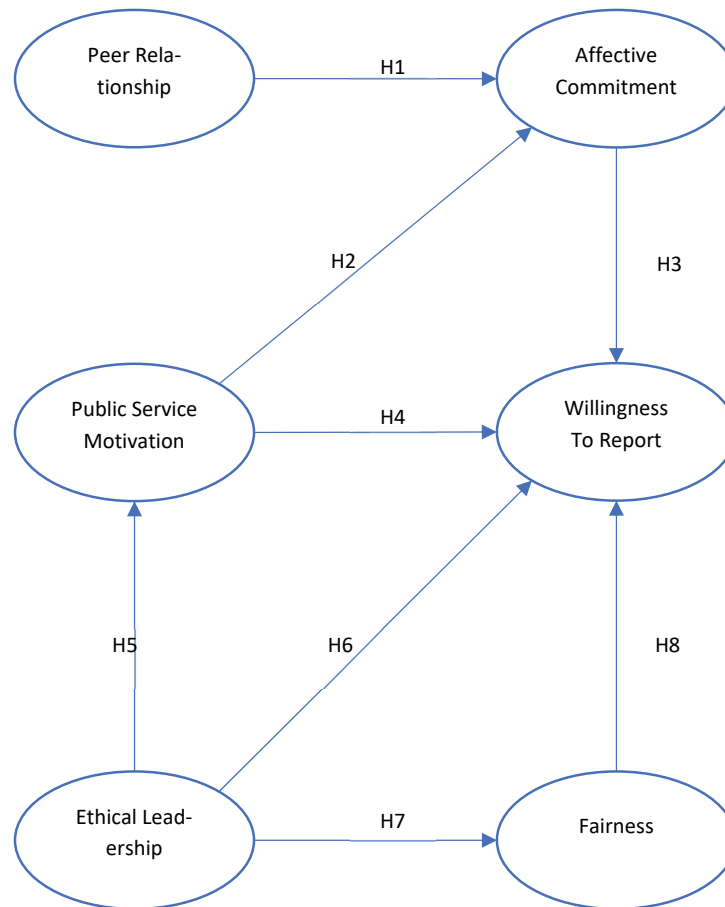 Peer Rela-
tionship
H1
Affective
Commitment
H2
H3
Public Service
Motivation
H4
Willingness
To Report
H5
H6
H8
Ethical Lead-
ership
H7
Fairness